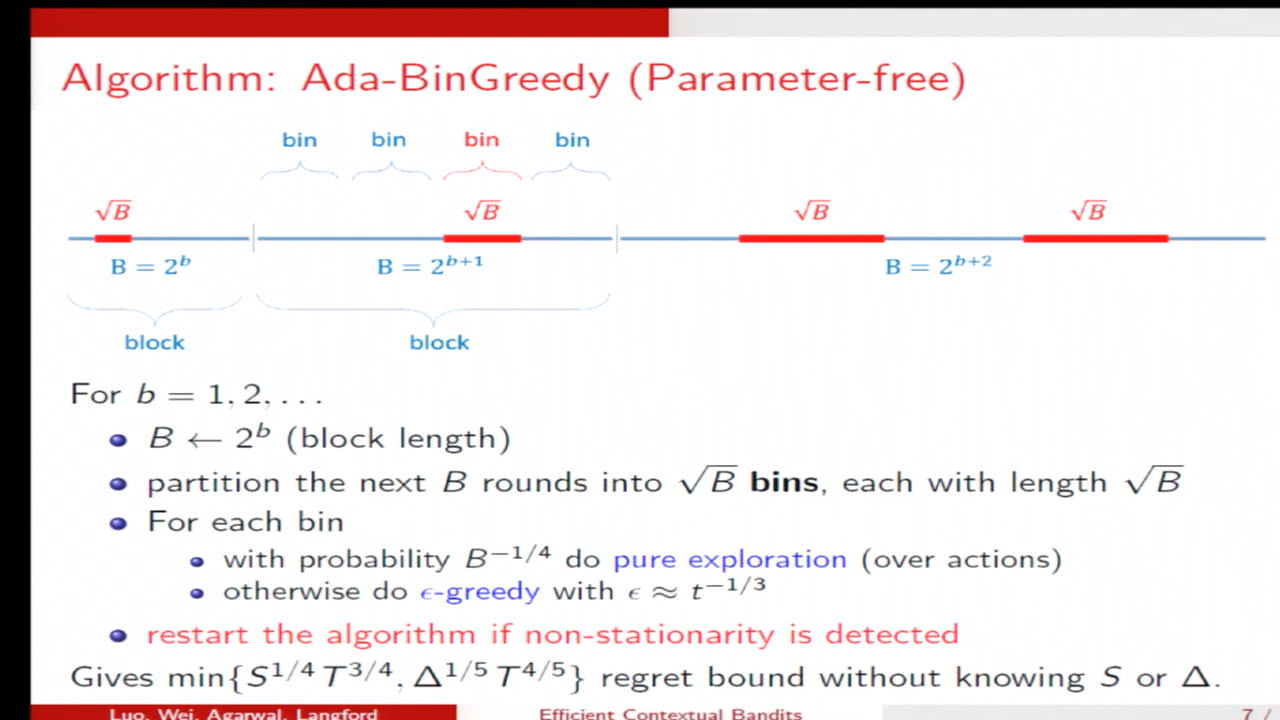 Algorithm: Ada-BinGreedy (Parameter-free)
bin bin bin bin
√B √B √B √B
B = 2^b B = 2^{b+1} B = 2^{b+2}
block block
For b = 1, 2, . . .
B ← 2^b (block length)
partition the next B rounds into √B bins, each with length √B
For each bin
with probability B^{−1/4} do pure exploration (over actions)
otherwise do ϵ-greedy with ϵ ≈ t^{−1/3}
restart the algorithm if non-stationarity is detected
Gives min{S^{1/4}T^{3/4}, Δ^{1/5}T^{4/5}} regret bound without knowing S or Δ.
Luo, Wei, Agarwal, Langford Efficient Contextual Bandits 7 /